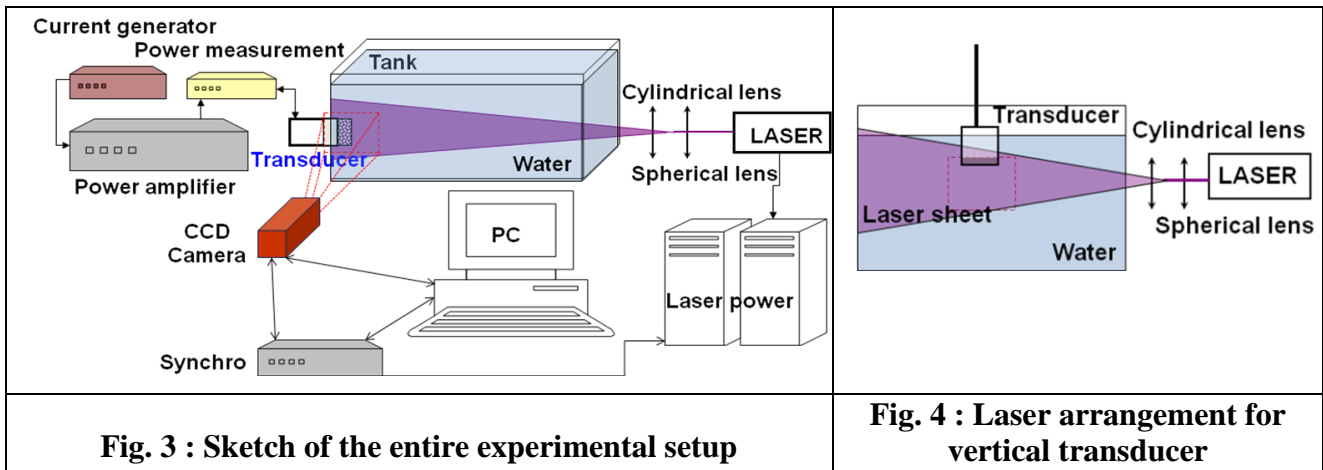 Current generator
Power measurement
Tank
Cylindrical lens
LASER
Transducer
Water
Spherical lens
Power amplifier
CCD
Camera
PC
Laser power
Synchro
Fig. 3 : Sketch of the entire experimental setup
Transducer
Cylindrical lens
LASER
Laser sheet
Spherical lens
Water
Fig. 4 : Laser arrangement for
vertical transducer